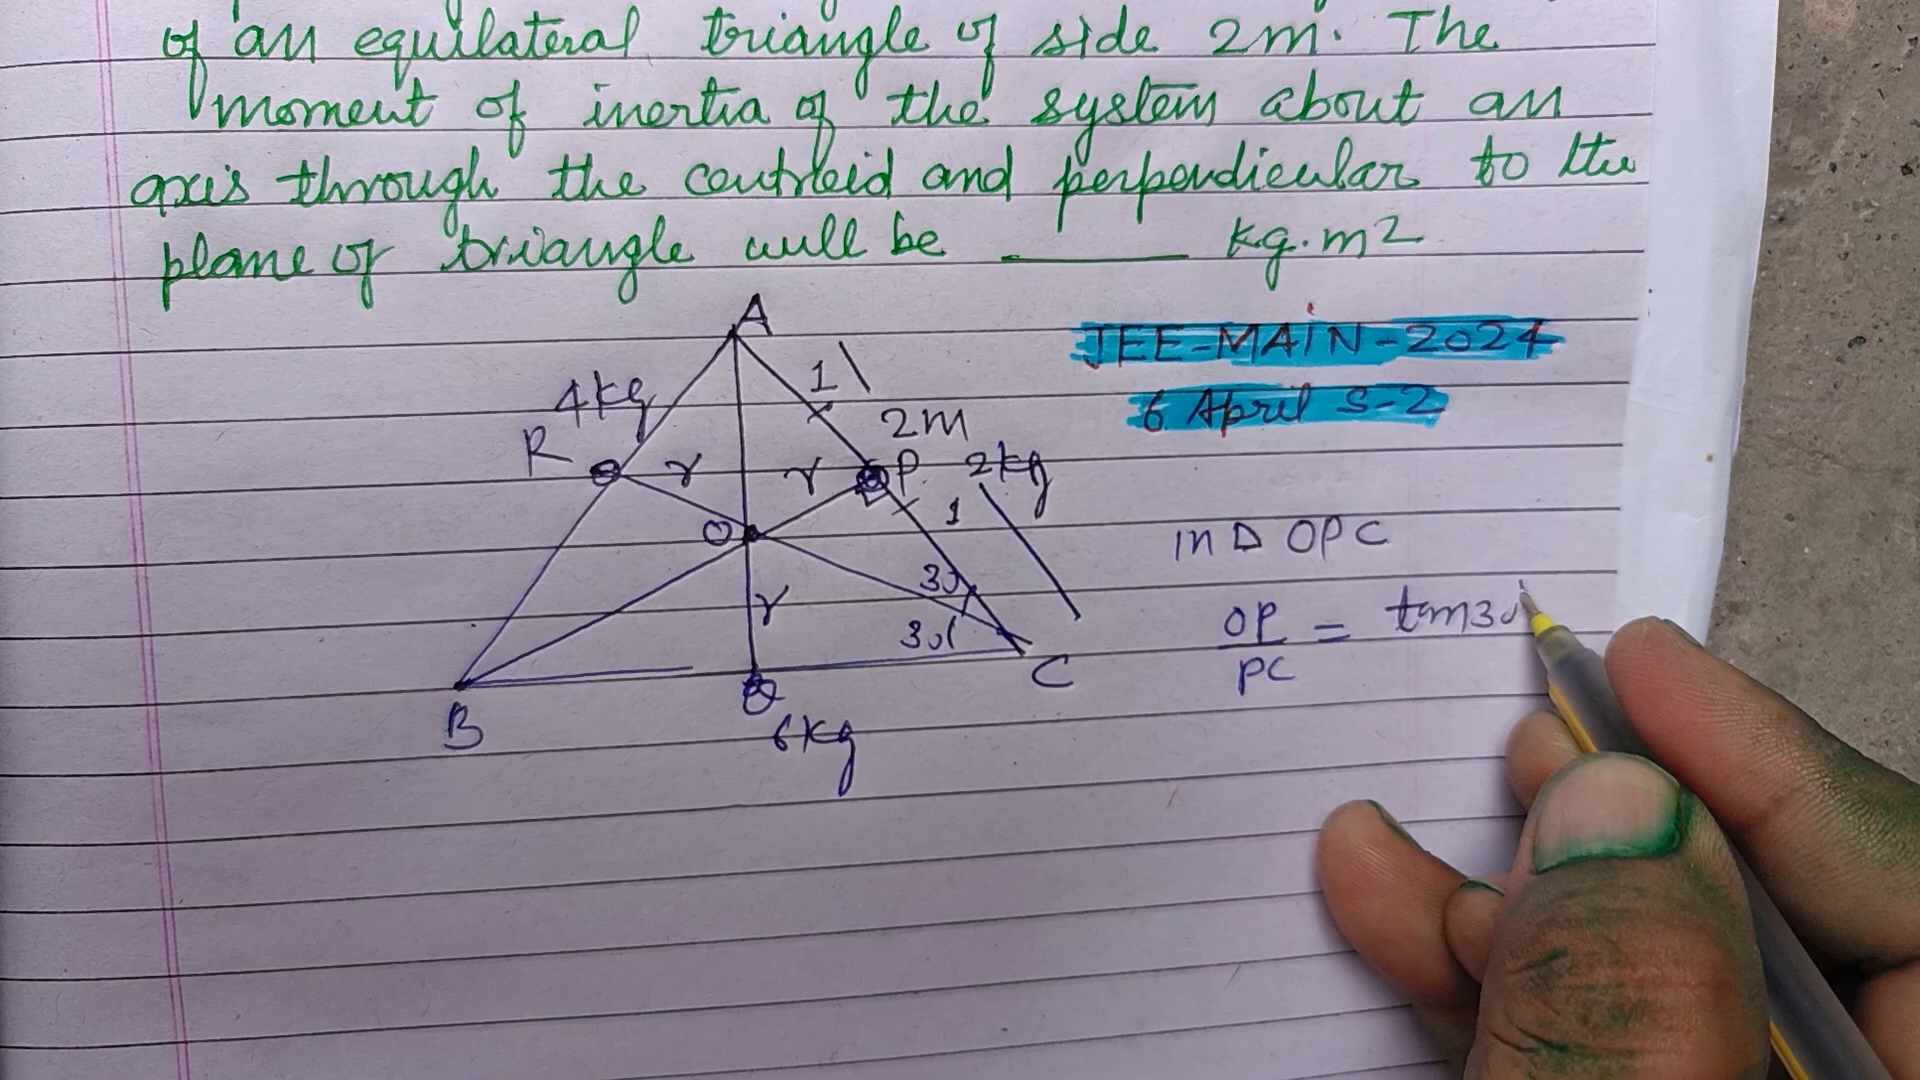 of an equilateral triangle of side 2m. The
moment of inertia of the system about an
axis through the centroid and perpendicular to the
plane of triangle will be ______ kg.m2
A
JEE-MAIN-2024
6 April S-2
4kg
1
2m
R
r
r
P
2kg
1
O
In Δ OPC
30
r
30
OP/PC = tan30
C
B
Q
6kg